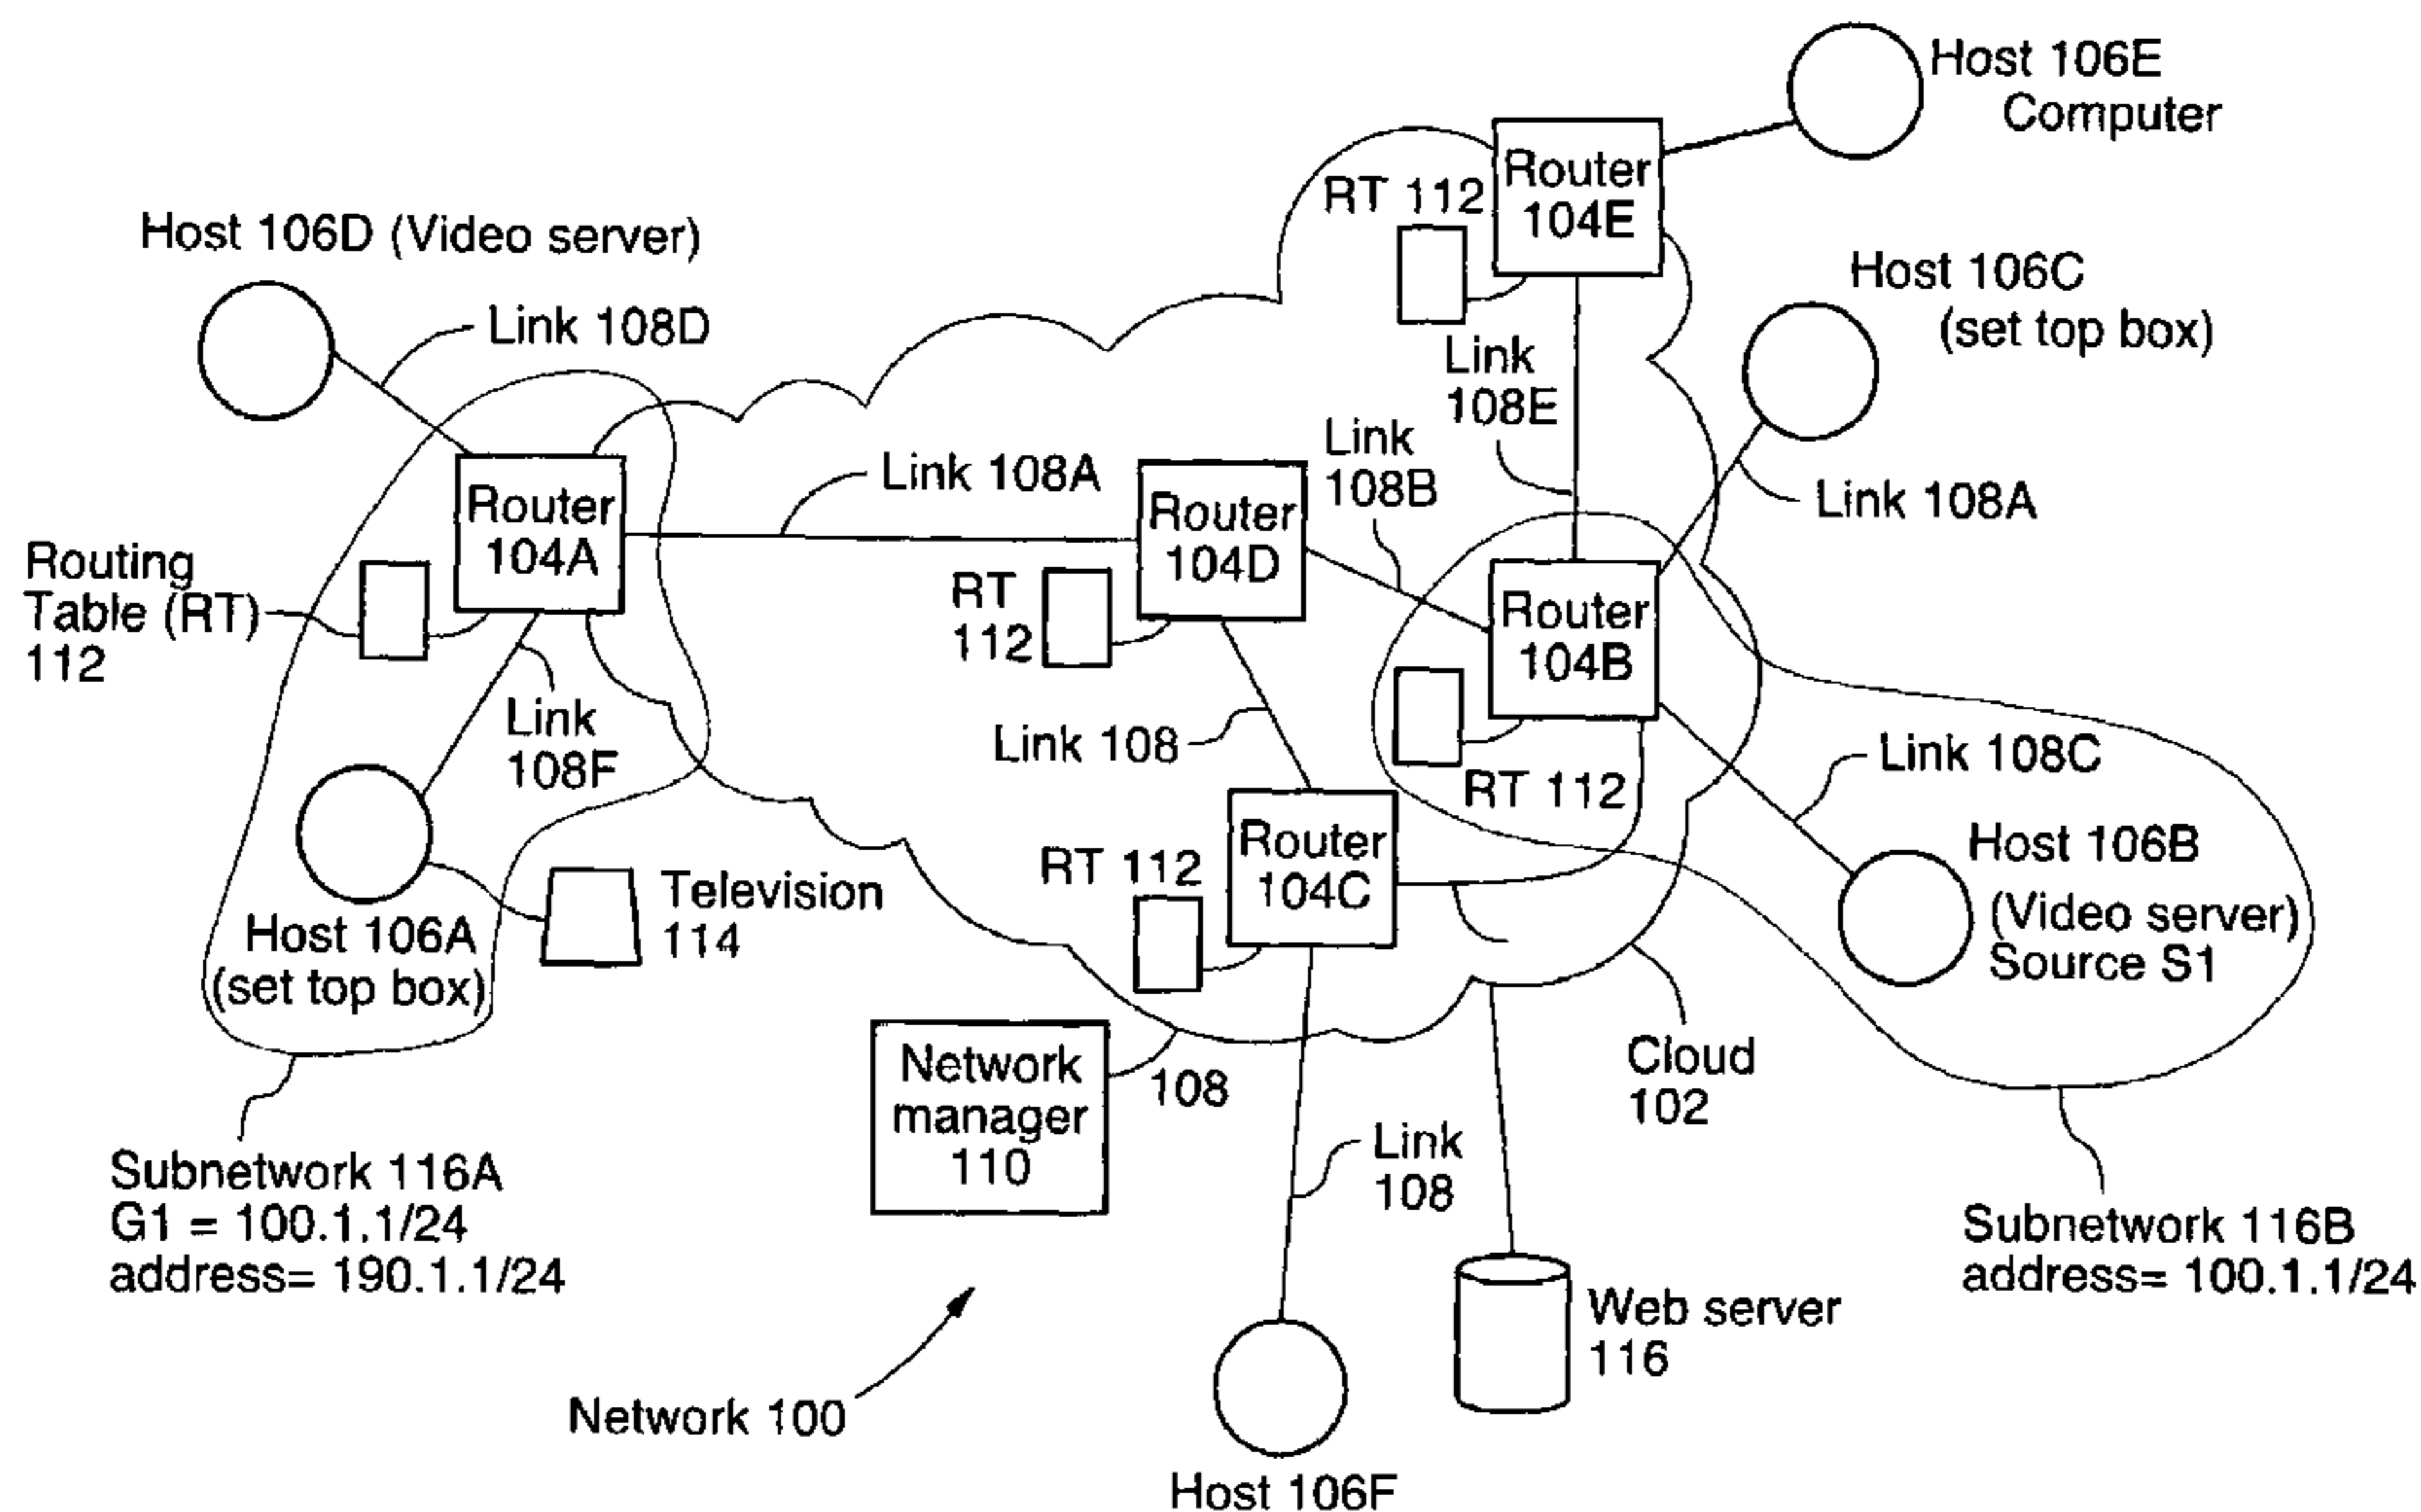 Host 106E
Computer
Router
104E
RT 112
Host 106D (Video server)
Host 106C
(set top box)
Link 108D
Link
108E
Link
108B
Link 108A
Link 108A
Router
104A
Router
104D
Routing
Table (RT)
112
RT
112
Router
104B
Link
108F
Link 108
RT 112
Link 108C
Router
104C
RT 112
Host 106B
(Video server)
Source S1
Television
114
Host 106A
(set top box)
Network
manager
110
108
Cloud
102
Link
108
Subnetwork 116A
G1 = 100.1.1/24
address= 190.1.1/24
Subnetwork 116B
address= 100.1.1/24
Web server
116
Network 100
Host 106F